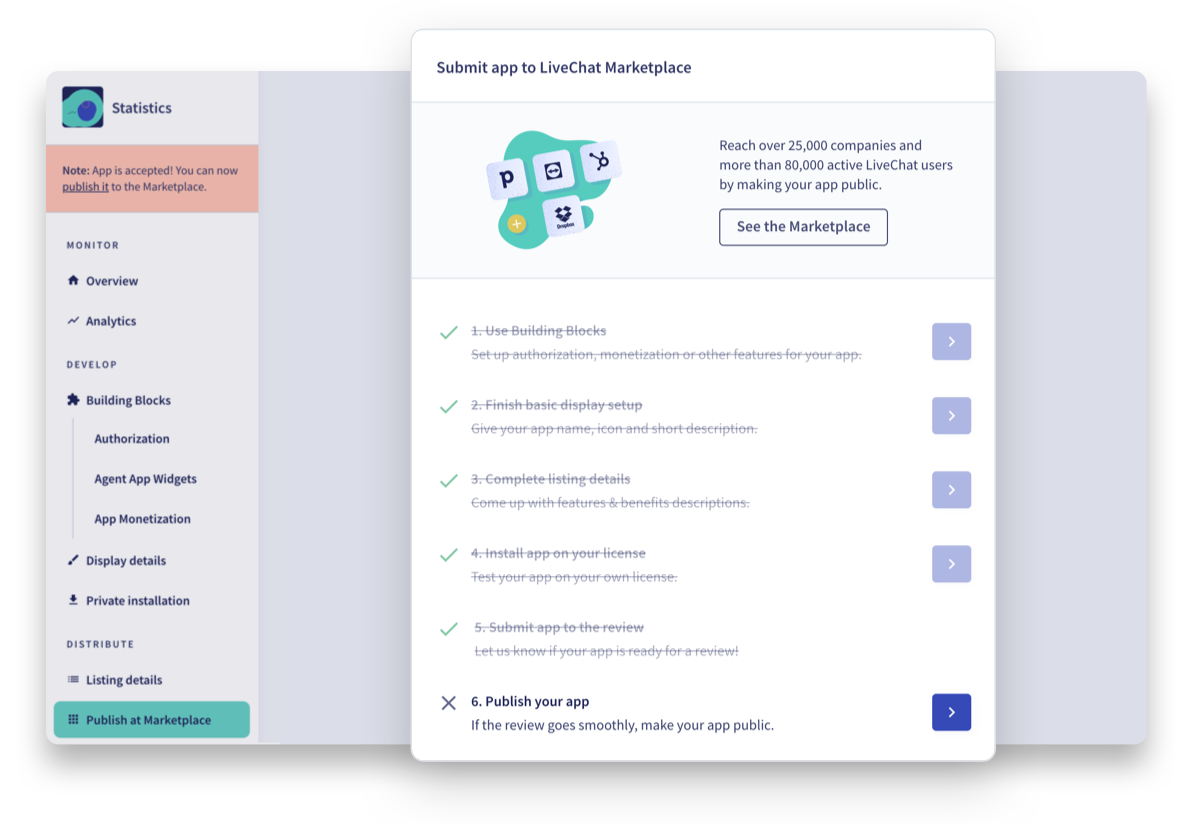 Statistics
Note: App is accepted! You can now
publish it to the Marketplace.
MONITOR
Overview
Analytics
DEVELOP
Building Blocks
Authorization
Agent App Widgets
App Monetization
Display details
Private installation
DISTRIBUTE
Listing details
Publish at Marketplace
Submit app to LiveChat Marketplace
p
Dropbox
Reach over 25,000 companies and
more than 80,000 active LiveChat users
by making your app public.
See the Marketplace
1. Use Building Blocks
Set up authorization, monetization or other features for your app.
2. Finish basic display setup
Give your app name, icon and short description.
3. Complete listing details
Come up with features & benefits descriptions.
4. Install app on your license
Test your app on your own license.
5. Submit app to the review
Let us know if your app is ready for a review!
6. Publish your app
If the review goes smoothly, make your app public.